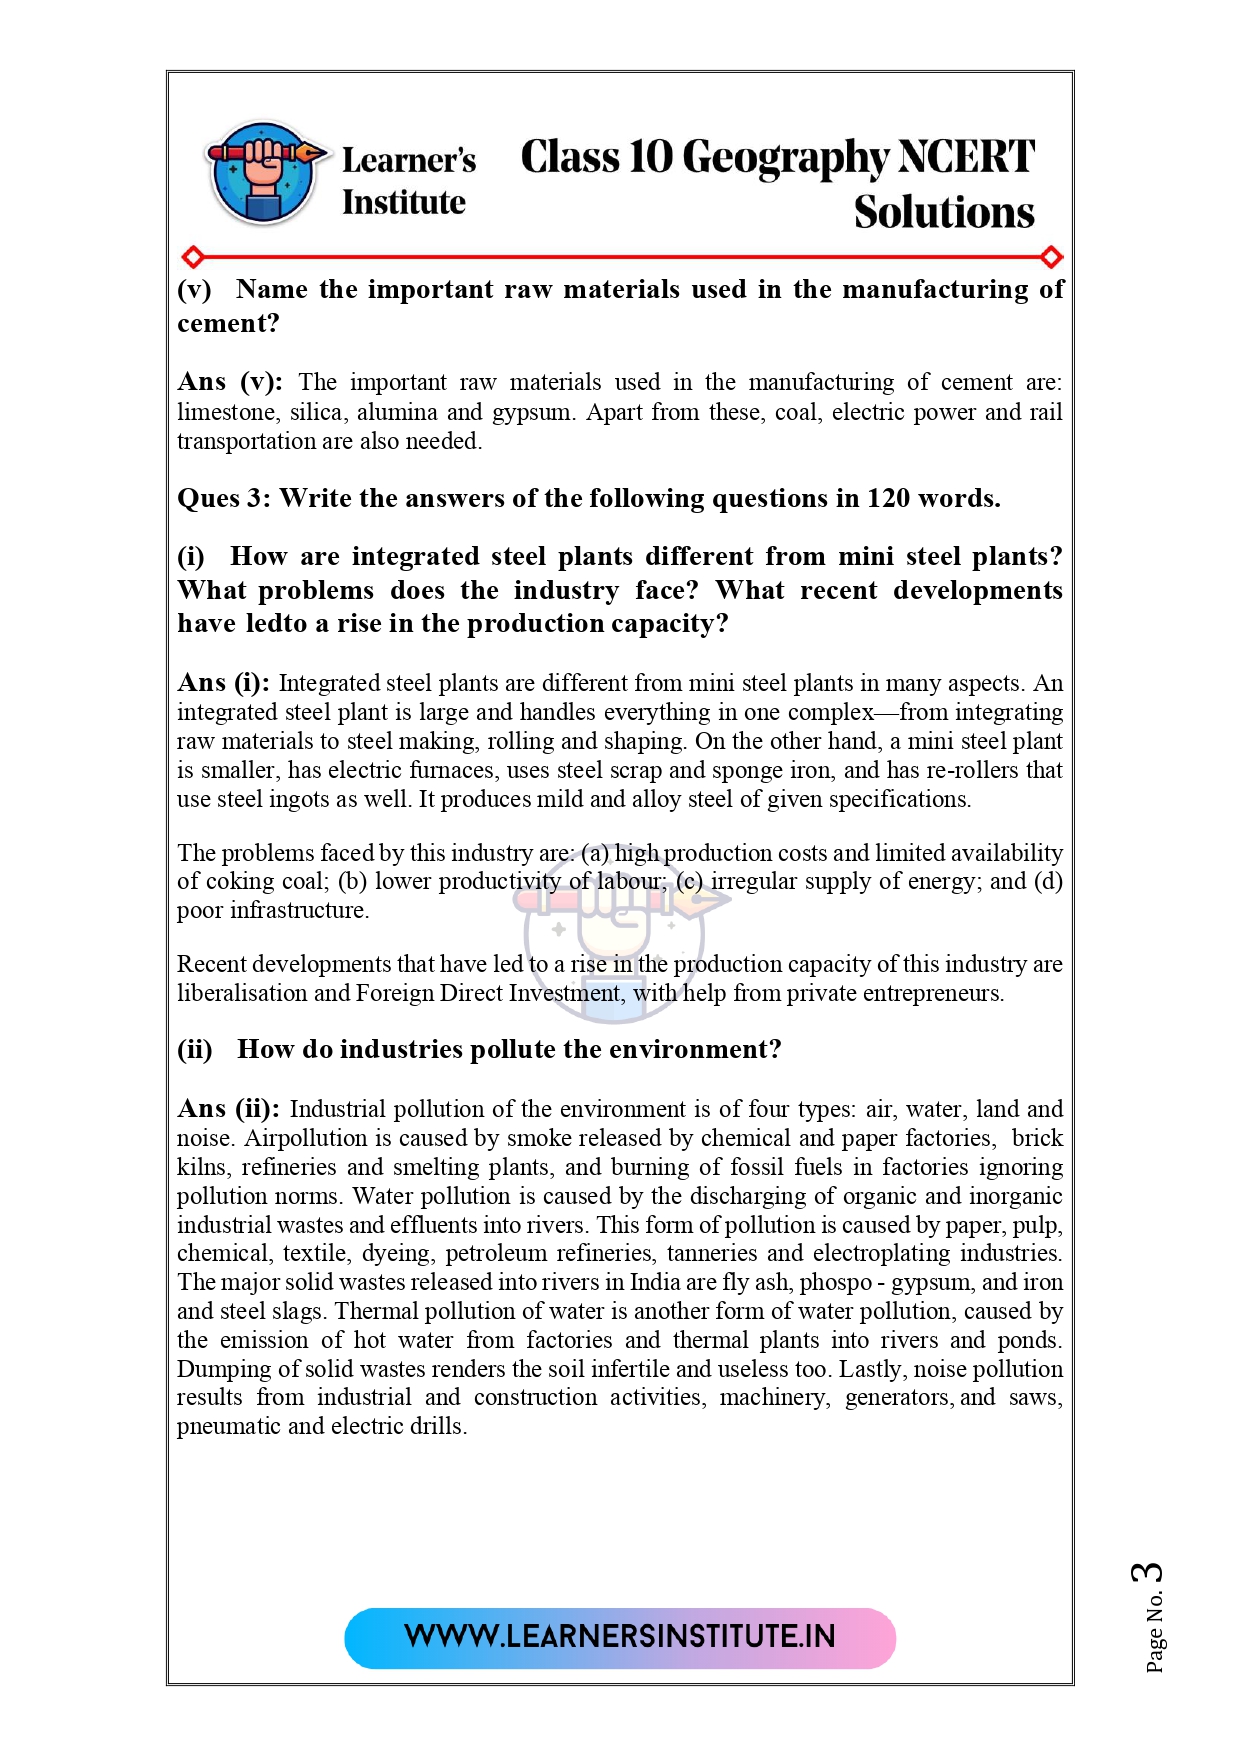 Learner's
Institute
Class 10 Geography NCERT
Solutions
(v) Name the important raw materials used in the manufacturing of
cement?
Ans (v): The important raw materials used in the manufacturing of cement are:
limestone, silica, alumina and gypsum. Apart from these, coal, electric power and rail
transportation are also needed.
Ques 3: Write the answers of the following questions in 120 words.
(i) How are integrated steel plants different from mini steel plants?
What problems does the industry face? What recent developments
have ledto a rise in the production capacity?
Ans (i): Integrated steel plants are different from mini steel plants in many aspects. An
integrated steel plant is large and handles everything in one complex—from integrating
raw materials to steel making, rolling and shaping. On the other hand, a mini steel plant
is smaller, has electric furnaces, uses steel scrap and sponge iron, and has re-rollers that
use steel ingots as well. It produces mild and alloy steel of given specifications.
The problems faced by this industry are: (a) high production costs and limited availability
of coking coal; (b) lower productivity of labour; (c) irregular supply of energy; and (d)
poor infrastructure.
Recent developments that have led to a rise in the production capacity of this industry are
liberalisation and Foreign Direct Investment, with help from private entrepreneurs.
(ii) How do industries pollute the environment?
Ans (ii): Industrial pollution of the environment is of four types: air, water, land and
noise. Airpollution is caused by smoke released by chemical and paper factories, brick
kilns, refineries and smelting plants, and burning of fossil fuels in factories ignoring
pollution norms. Water pollution is caused by the discharging of organic and inorganic
industrial wastes and effluents into rivers. This form of pollution is caused by paper, pulp,
chemical, textile, dyeing, petroleum refineries, tanneries and electroplating industries.
The major solid wastes released into rivers in India are fly ash, phospo - gypsum, and iron
and steel slags. Thermal pollution of water is another form of water pollution, caused by
the emission of hot water from factories and thermal plants into rivers and ponds.
Dumping of solid wastes renders the soil infertile and useless too. Lastly, noise pollution
results from industrial and construction activities, machinery, generators, and saws,
pneumatic and electric drills.
WWW.LEARNERSINSTITUTE.IN
Page No. 3